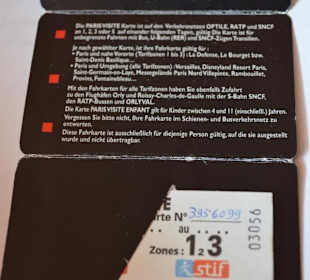 Die PARIS VISITE Karte ist auf den Verkehrsnetzen OPTILE, RATP und SNCF
an 1, 2, 3 oder 5 auf einander folgenden Tagen, gültig Die Karte ist für
unbegrenzte Fahrten mit Bus, U-Bahn (RER) und SNCF-Zügen
Je nach gewählter Karte, ist ihre Fahrkarte gültig für :
• Paris und nahe Vororte (Tarifzonen 1 bis 3) : La Défense, Le Bourget bzw.
Saint-Denis Basilique...
• Paris und Umgebung (alle Tarifzonen) : Versailles, Disneyland Resort Paris,
Saint-Germain-en-Laye, Messegelände Paris Nord Villepinte, Rambouillet,
Provins, Fontainebleau...
Mit den Fahrkarten für alle Tarifzonen haben Sie ebenfalls Zufahrt
zu den Flughäfen Orly und Roissy-Charles-de-Gaulle mit der S-Bahn SNCF,
den RATP-Bussen und ORLYVAL.
Die Karte PARIS VISITE ENFANT gilt für Kinder zwischen 4 und 11 (einschließl.) Jahren.
Vergessen Sie bitte nicht, Ihre Fahrkarte im Schienen- und Busverkehrsnetz zu
entwerten.
Diese Fahrkarte ist ausschließlich für diejenige Person gültig, auf die sie ausgestellt
wurde und nicht übertragbar.
arte N° 3956099
au
Zones : 1 2 3
stif
03056